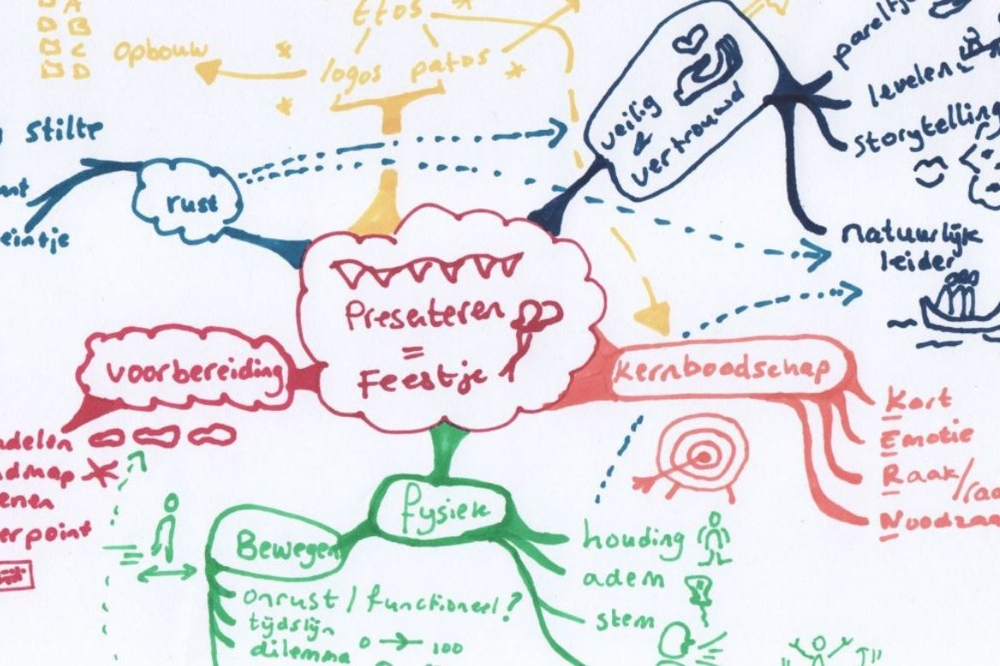 A
B
C
D
opbouw
logos patos
veilig
&
vertrouwd
levelen
storytelling
natuurlijk
leider
stilte
rust
Presenteren
=
Feestje
voorbereiding
Kernboodschap
Kort
Emotie
Raak/
fysiek
Bewegen
onrust / functioneel?
tijdslijn
dilemma 0 → 100
houding
adem
stem